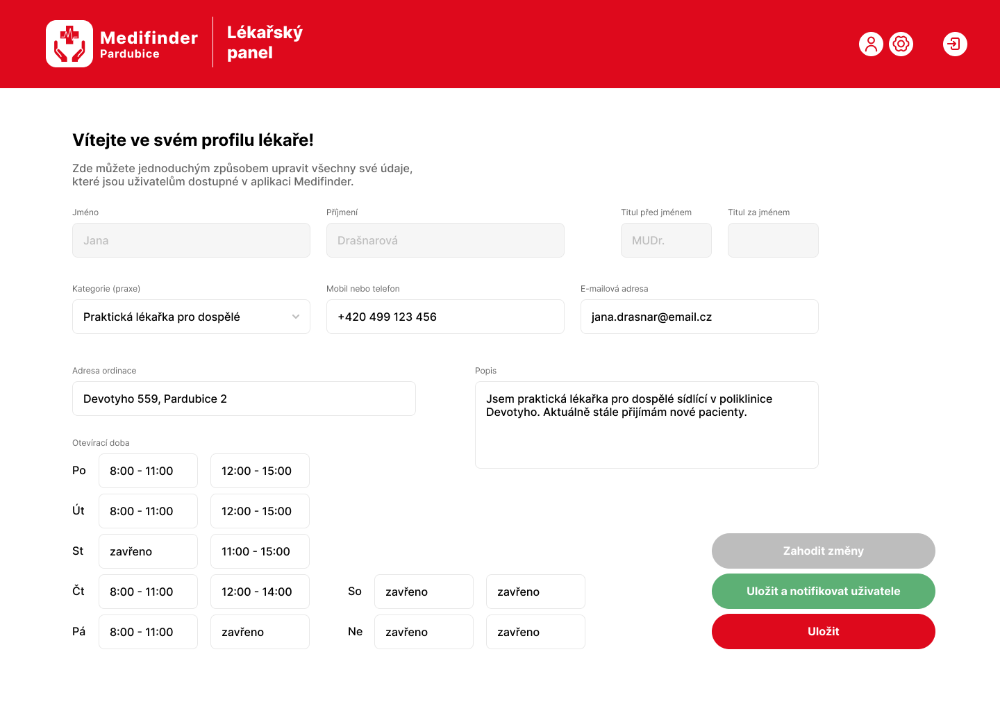 Medifinder
Pardubice
Lékařský
panel
Vítejte ve svém profilu lékaře!
Zde můžete jednoduchým způsobem upravit všechny své údaje,
které jsou uživatelům dostupné v aplikaci Medifinder.
Jméno
Příjmení
Titul před jménem
Titul za jménem
Jana
Drašnarová
MUDr.
Kategorie (praxe)
Mobil nebo telefon
E-mailová adresa
Praktická lékařka pro dospělé
+420 499 123 456
jana.drasnar@email.cz
Adresa ordinace
Devotyho 559, Pardubice 2
Popis
Jsem praktická lékařka pro dospělé sídlící v poliklinice
Devotyho. Aktuálně stále přijímám nové pacienty.
Otevírací doba
Po 8:00 - 11:00 12:00 - 15:00
Út 8:00 - 11:00 12:00 - 15:00
St zavřeno 11:00 - 15:00
Čt 8:00 - 11:00 12:00 - 14:00
Pá 8:00 - 11:00 zavřeno
So zavřeno zavřeno
Ne zavřeno zavřeno
Zahodit změny
Uložit a notifikovat uživatele
Uložit